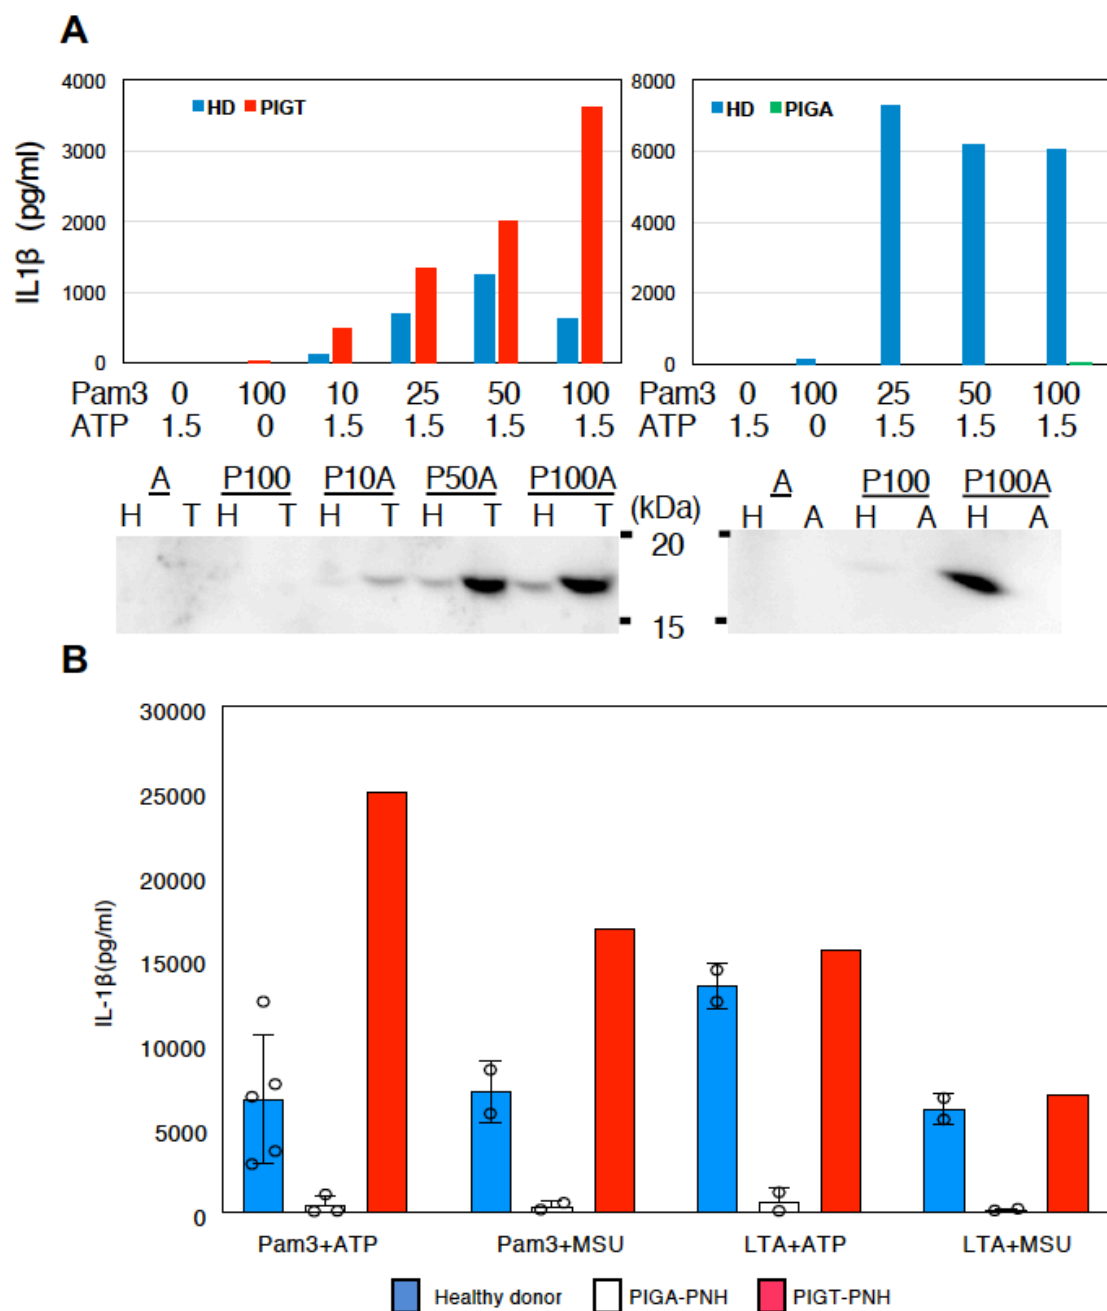 A
4000
3000
2000
1000
0
HD PIGT
IL1β (pg/ml)
8000
6000
4000
2000
0
HD PIGA
Pam3 0 100 10 25 50 100
ATP 1.5 0 1.5 1.5 1.5 1.5
Pam3 0 100 25 50 100
ATP 1.5 0 1.5 1.5 1.5
A P100 P10A P50A P100A
H T H T H T H T H T
(kDa)
20
15
A P100 P100A
H A H A H A
B
30000
25000
20000
15000
10000
5000
0
IL-1β(pg/ml)
Pam3+ATP Pam3+MSU LTA+ATP LTA+MSU
Healthy donor PIGA-PNH PIGT-PNH